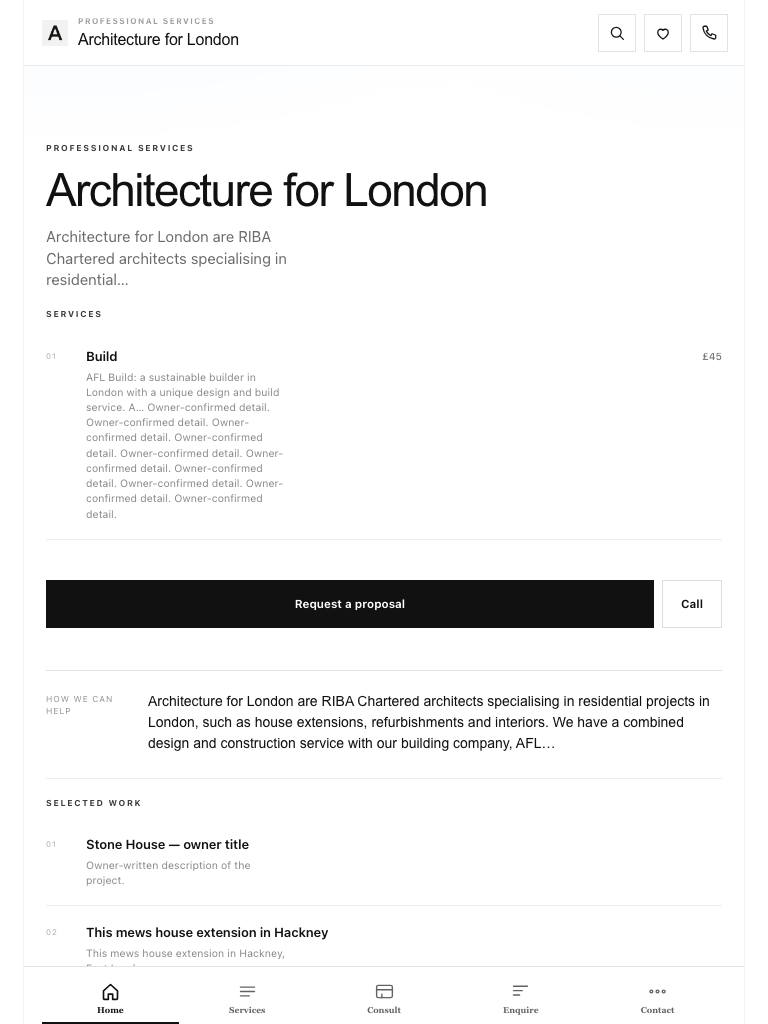 A
PROFESSIONAL SERVICES
Architecture for London
PROFESSIONAL SERVICES
Architecture for London
Architecture for London are RIBA
Chartered architects specialising in
residential...
SERVICES
01
Build
£45
AFL Build: a sustainable builder in
London with a unique design and build
service. A... Owner-confirmed detail.
Owner-confirmed detail. Owner-
confirmed detail. Owner-confirmed
detail. Owner-confirmed detail. Owner-
confirmed detail. Owner-confirmed
detail. Owner-confirmed detail. Owner-
confirmed detail. Owner-confirmed
detail.
Request a proposal
Call
HOW WE CAN
HELP
Architecture for London are RIBA Chartered architects specialising in residential projects in
London, such as house extensions, refurbishments and interiors. We have a combined
design and construction service with our building company, AFL…
SELECTED WORK
01
Stone House — owner title
Owner-written description of the
project.
02
This mews house extension in Hackney
This mews house extension in Hackney,
Home
Services
Consult
Enquire
Contact